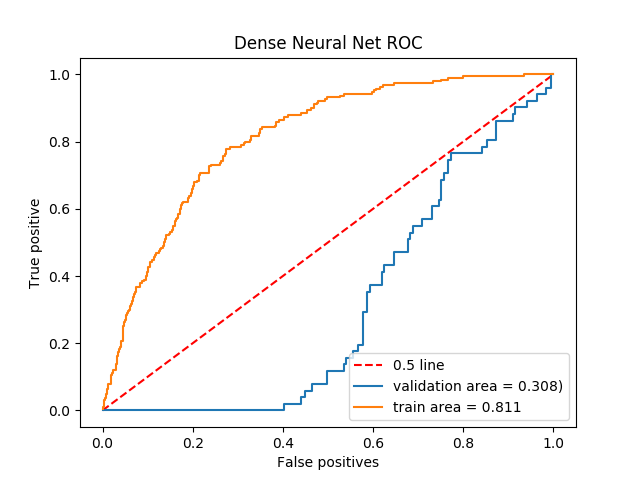 Dense Neural Net ROC
1.0
0.8
0.6
0.4
0.2
0.0
True positive
0.5 line
validation area = 0.308)
train area = 0.811
0.0 0.2 0.4 0.6 0.8 1.0
False positives